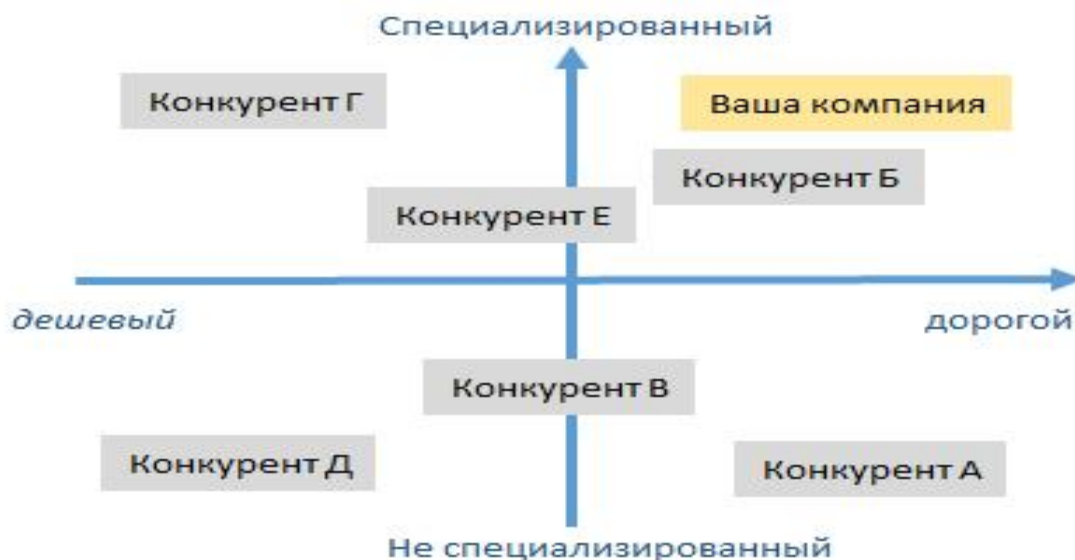 Специализированный
Конкурент Г
Ваша компания
Конкурент Б
Конкурент Е
дешевый
дорогой
Конкурент В
Конкурент Д
Конкурент А
Не специализированный